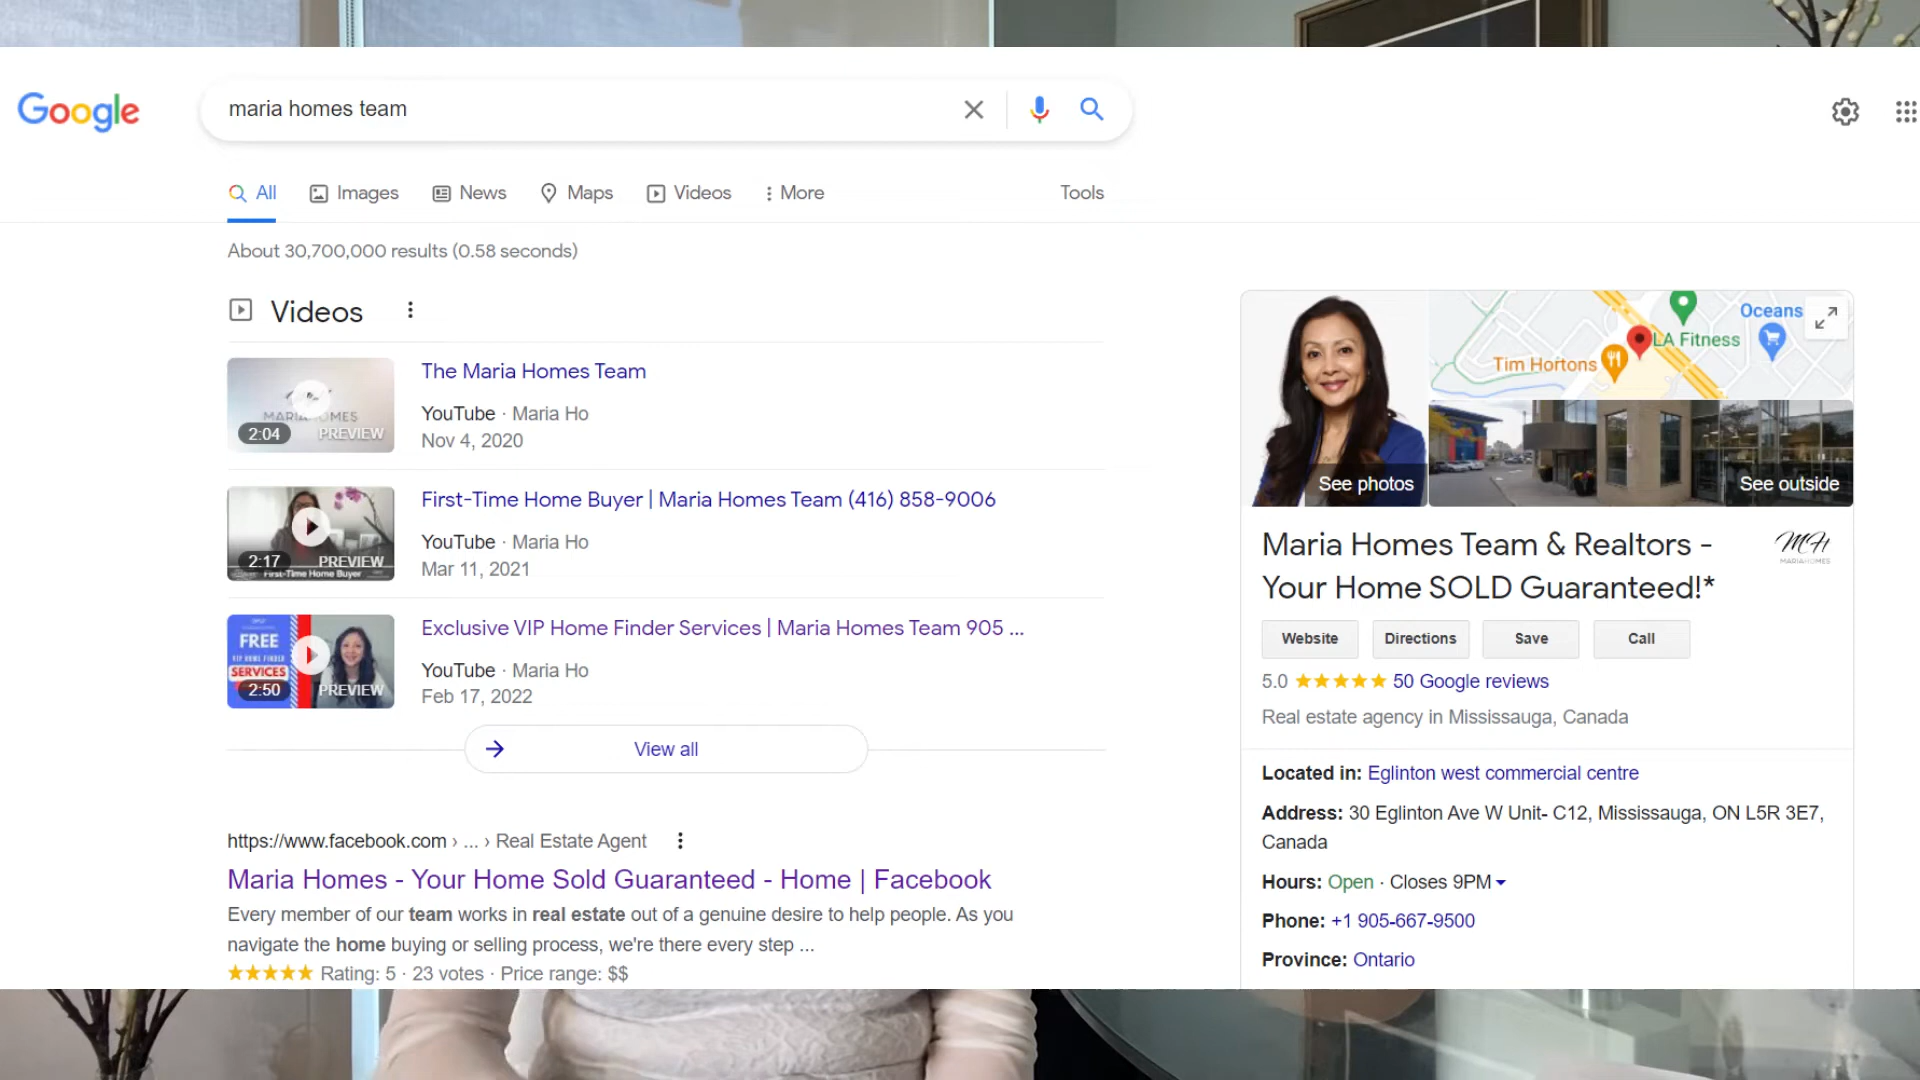 Google
maria homes team
All
Images
News
Maps
Videos
More
Tools
About 30,700,000 results (0.58 seconds)
Videos
The Maria Homes Team
YouTube · Maria Ho
Nov 4, 2020
2:04
PREVIEW
First-Time Home Buyer | Maria Homes Team (416) 858-9006
YouTube · Maria Ho
Mar 11, 2021
2:17
PREVIEW
First-Time Home Buyer
Exclusive VIP Home Finder Services | Maria Homes Team 905 ...
YouTube · Maria Ho
Feb 17, 2022
FREE
VIP HOME FINDER
SERVICES
2:50
PREVIEW
View all
https://www.facebook.com › ... › Real Estate Agent
Maria Homes - Your Home Sold Guaranteed - Home | Facebook
Every member of our team works in real estate out of a genuine desire to help people. As you
navigate the home buying or selling process, we're there every step ...
Rating: 5 · 23 votes · Price range: $$
Oceans
LA Fitness
Tim Hortons
See photos
See outside
Maria Homes Team & Realtors -
Your Home SOLD Guaranteed!*
MH
MARIAHOMES
Website
Directions
Save
Call
5.0
50 Google reviews
Real estate agency in Mississauga, Canada
Located in: Eglinton west commercial centre
Address: 30 Eglinton Ave W Unit- C12, Mississauga, ON L5R 3E7,
Canada
Hours: Open · Closes 9PM
Phone: +1 905-667-9500
Province: Ontario